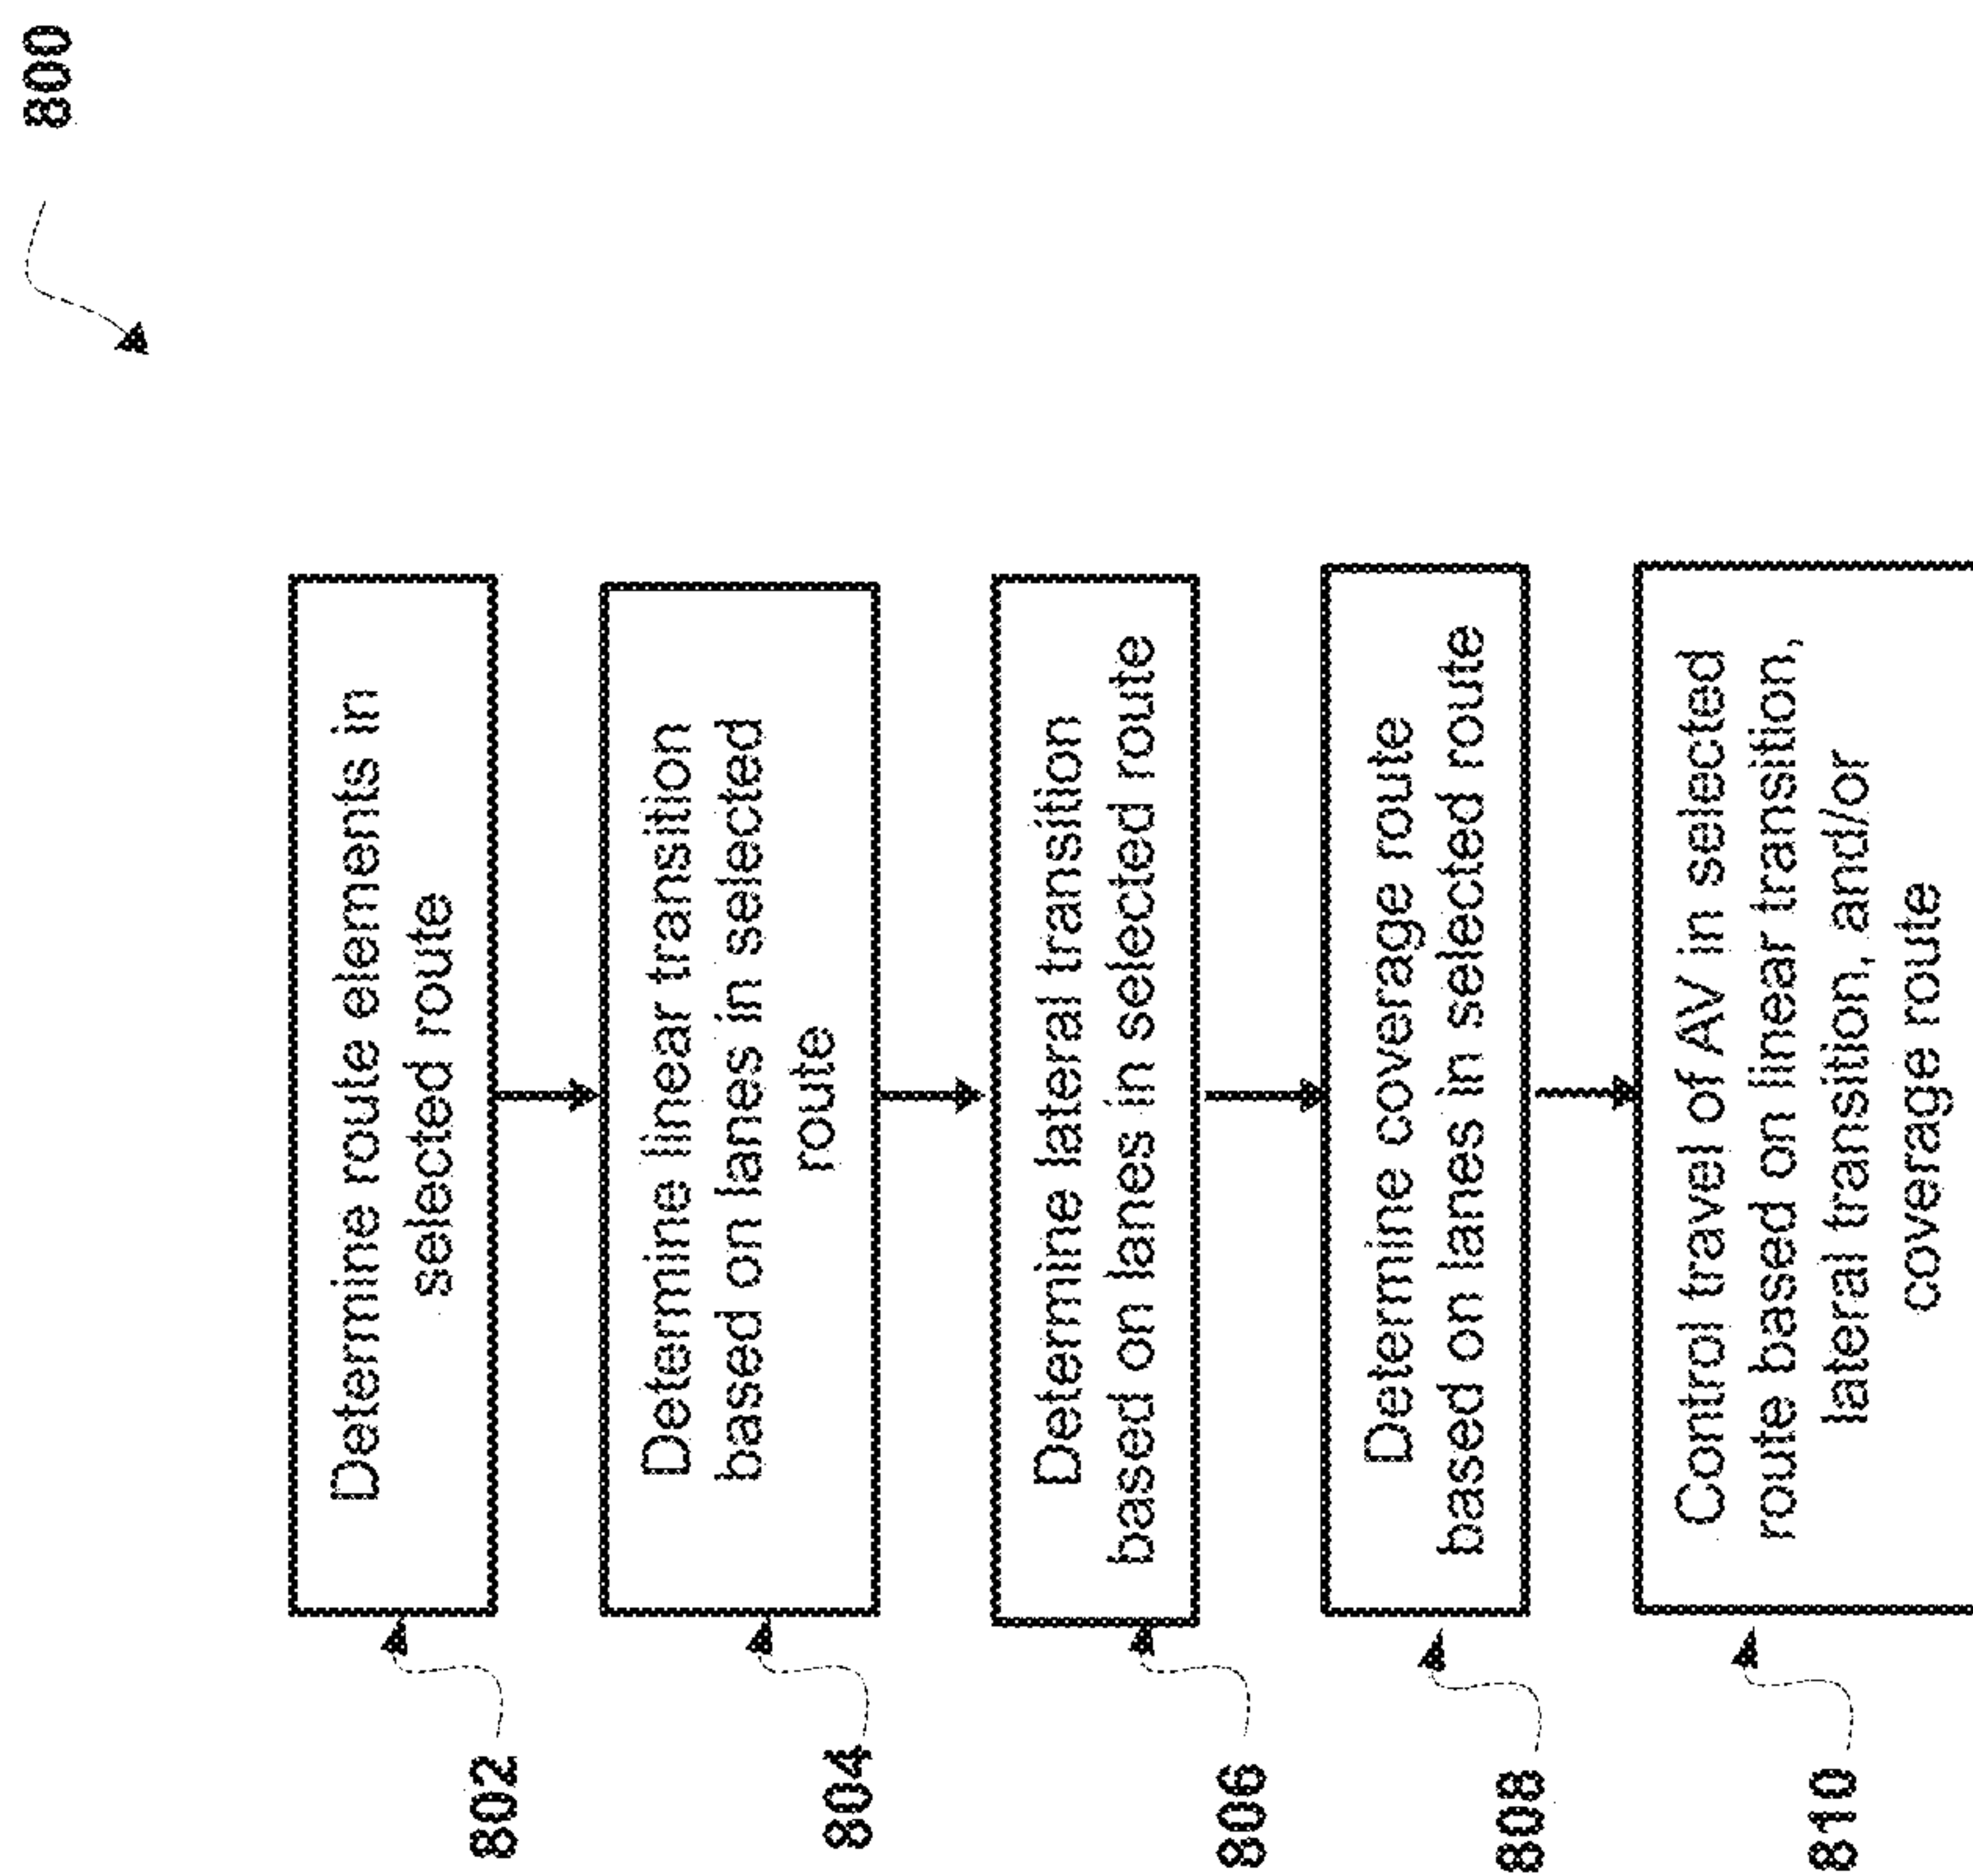 800
802
Determine route elements in
selected route
804
Determine linear transition
based on lanes in selected
route
806
Determine lateral transition
based on lanes in selected route
808
Determine coverage route
based on lanes in selected route
810
Control travel of AV in selected
route based on linear transition,
lateral transition, and/or
coverage route